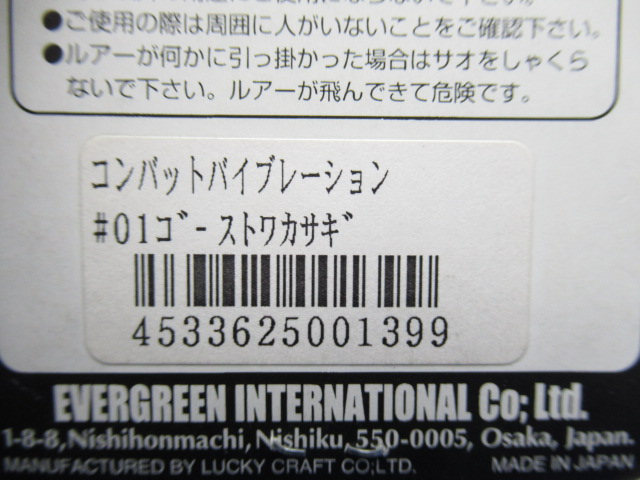 ●ご使用の際は周囲に人がいないことをご確認下さい。
●ルアーが何かに引っ掛かった場合はサオをしゃくら
ないで下さい。ルアーが飛んできて危険です。
コンバットバイブレーション
#01ｺﾞｰストワカサギ
4533625001399
EVERGREEN INTERNATIONAL Co; Ltd.
1-8-8, Nishihonmachi, Nishiku, 550-0005, Osaka, Japan.
MANUFACTURED BY LUCKY CRAFT CO;LTD. MADE IN JAPAN